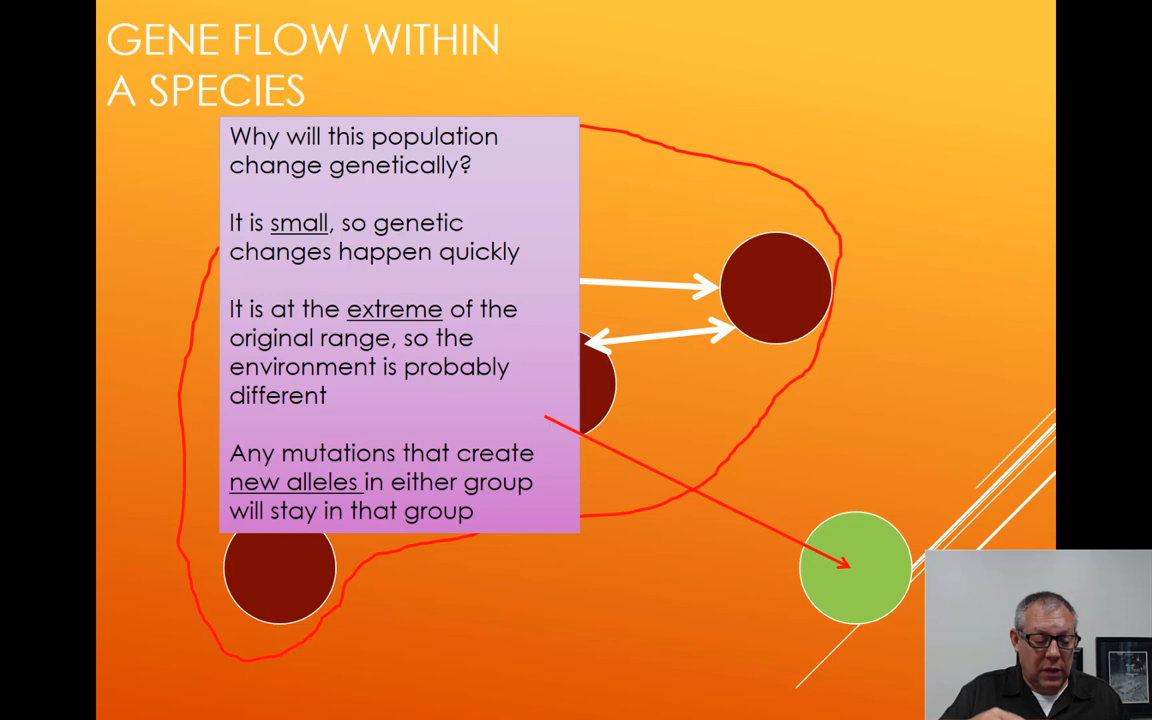 GENE FLOW WITHIN
A SPECIES
Why will this population
change genetically?
It is small, so genetic
changes happen quickly
It is at the extreme of the
original range, so the
environment is probably
different
Any mutations that create
new alleles in either group
will stay in that group